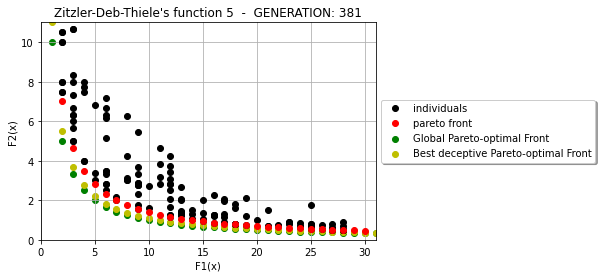 Zitzler-Deb-Thiele's function 5 - GENERATION: 381
F2(x)
10
8
6
4
2
0
0 5 10 15 20 25 30
F1(x)
individuals
pareto front
Global Pareto-optimal Front
Best deceptive Pareto-optimal Front